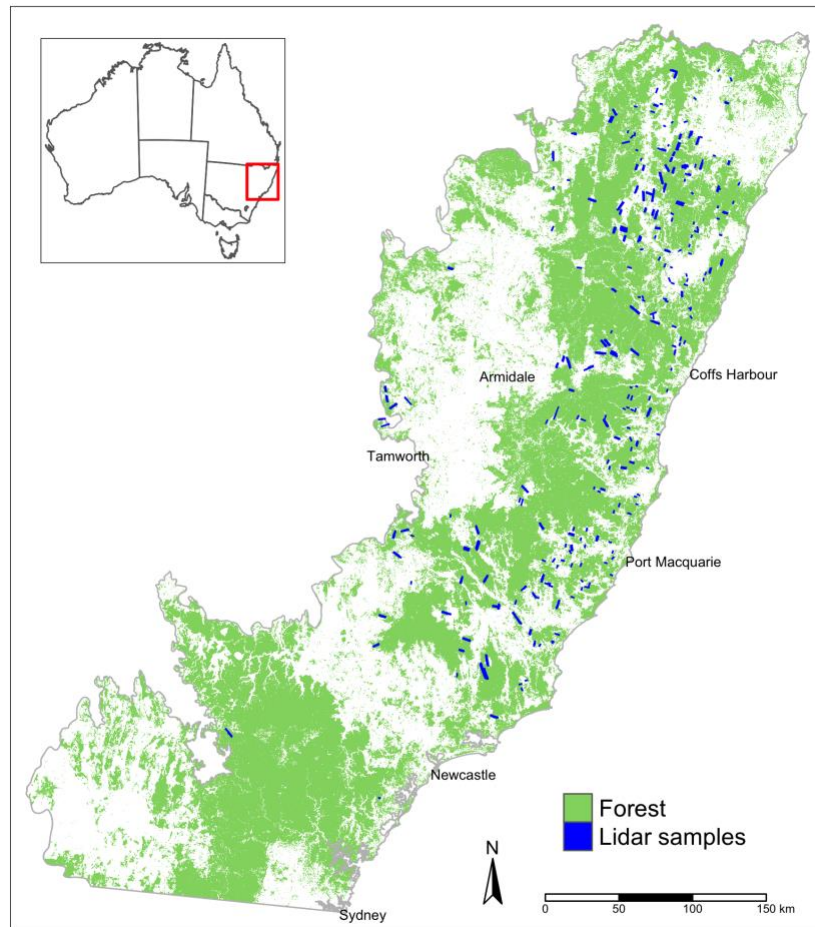 Armidale
Coffs Harbour
Tamworth
Port Macquarie
Newcastle
Forest
Lidar samples
N
0 50 100 150 km
Sydney